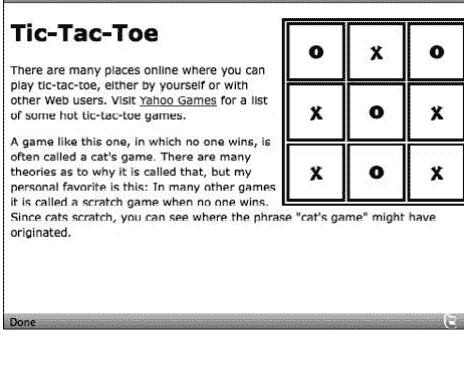 Tic-Tac-Toe
There are many places online where you can
play tic-tac-toe, either by yourself or with
other Web users. Visit Yahoo Games for a list
of some hot tic-tac-toe games.
A game like this one, in which no one wins, is
often called a cat's game. There are many
theories as to why it is called that, but my
personal favorite is this: In many other games
it is called a scratch game when no one wins.
Since cats scratch, you can see where the phrase "cat's game" might have
originated.
O X O
X O X
X O X
Done